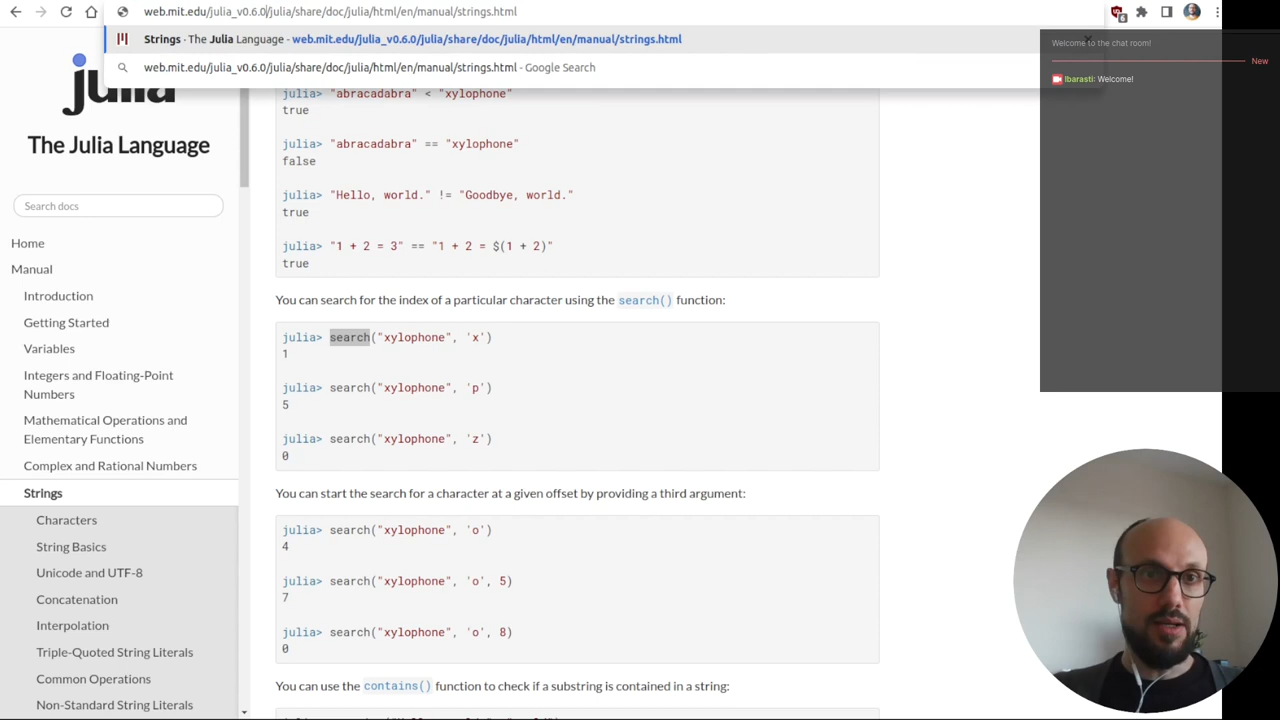 web.mit.edu/julia_v0.6.0/julia/share/doc/julia/html/en/manual/strings.html
6
Strings - The Julia Language - web.mit.edu/julia_v0.6.0/julia/share/doc/julia/html/en/manual/strings.html
web.mit.edu/julia_v0.6.0/julia/share/doc/julia/html/en/manual/strings.html - Google Search
Welcome to the chat room!
New
lbarasti: Welcome!
julia
The Julia Language
Search docs
Home
Manual
Introduction
Getting Started
Variables
Integers and Floating-Point
Numbers
Mathematical Operations and
Elementary Functions
Complex and Rational Numbers
Strings
Characters
String Basics
Unicode and UTF-8
Concatenation
Interpolation
Triple-Quoted String Literals
Common Operations
Non-Standard String Literals
julia> "abracadabra" < "xylophone"
true
julia> "abracadabra" == "xylophone"
false
julia> "Hello, world." != "Goodbye, world."
true
julia> "1 + 2 = 3" == "1 + 2 = $(1 + 2)"
true
You can search for the index of a particular character using the search() function:
julia> search("xylophone", 'x')
1
julia> search("xylophone", 'p')
5
julia> search("xylophone", 'z')
0
You can start the search for a character at a given offset by providing a third argument:
julia> search("xylophone", 'o')
4
julia> search("xylophone", 'o', 5)
7
julia> search("xylophone", 'o', 8)
0
You can use the contains() function to check if a substring is contained in a string: